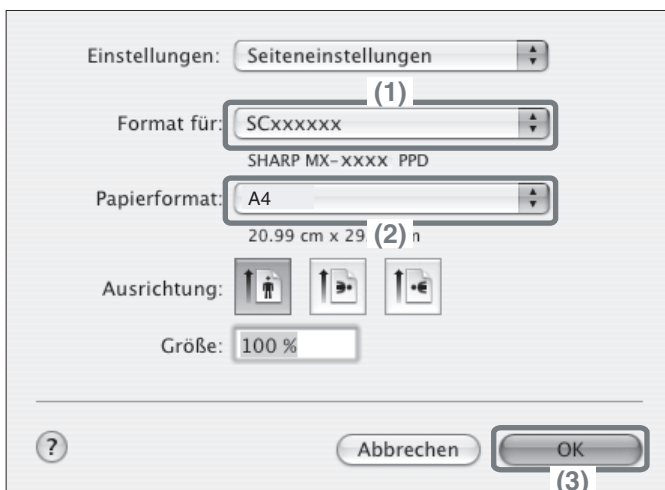 Einstellungen: Seiteneinstellungen
(1)
Format für: SCxxxxxx
SHARP MX-xxxx PPD
Papierformat: A4
20.99 cm x 29 (2) m
Ausrichtung:
Größe: 100 %
? Abbrechen OK
(3)